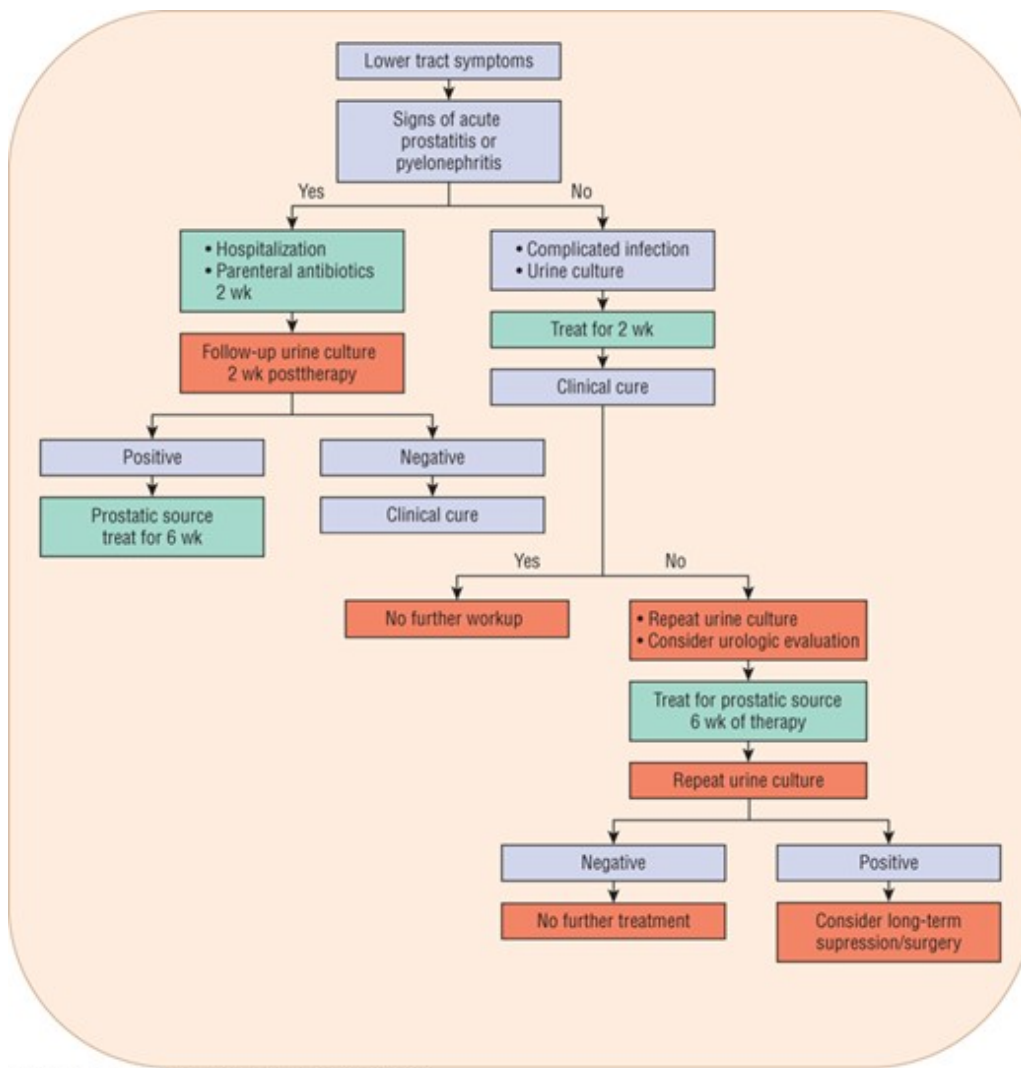 Lower tract symptoms
Signs of acute
prostatitis or
pyelonephritis
Yes
No
• Hospitalization
• Parenteral antibiotics
2 wk
• Complicated infection
• Urine culture
Treat for 2 wk
Follow-up urine culture
2 wk posttherapy
Clinical cure
Positive
Negative
Prostatic source
treat for 6 wk
Clinical cure
Yes
No
No further workup
• Repeat urine culture
• Consider urologic evaluation
Treat for prostatic source
6 wk of therapy
Repeat urine culture
Negative
Positive
No further treatment
Consider long-term
supression/surgery